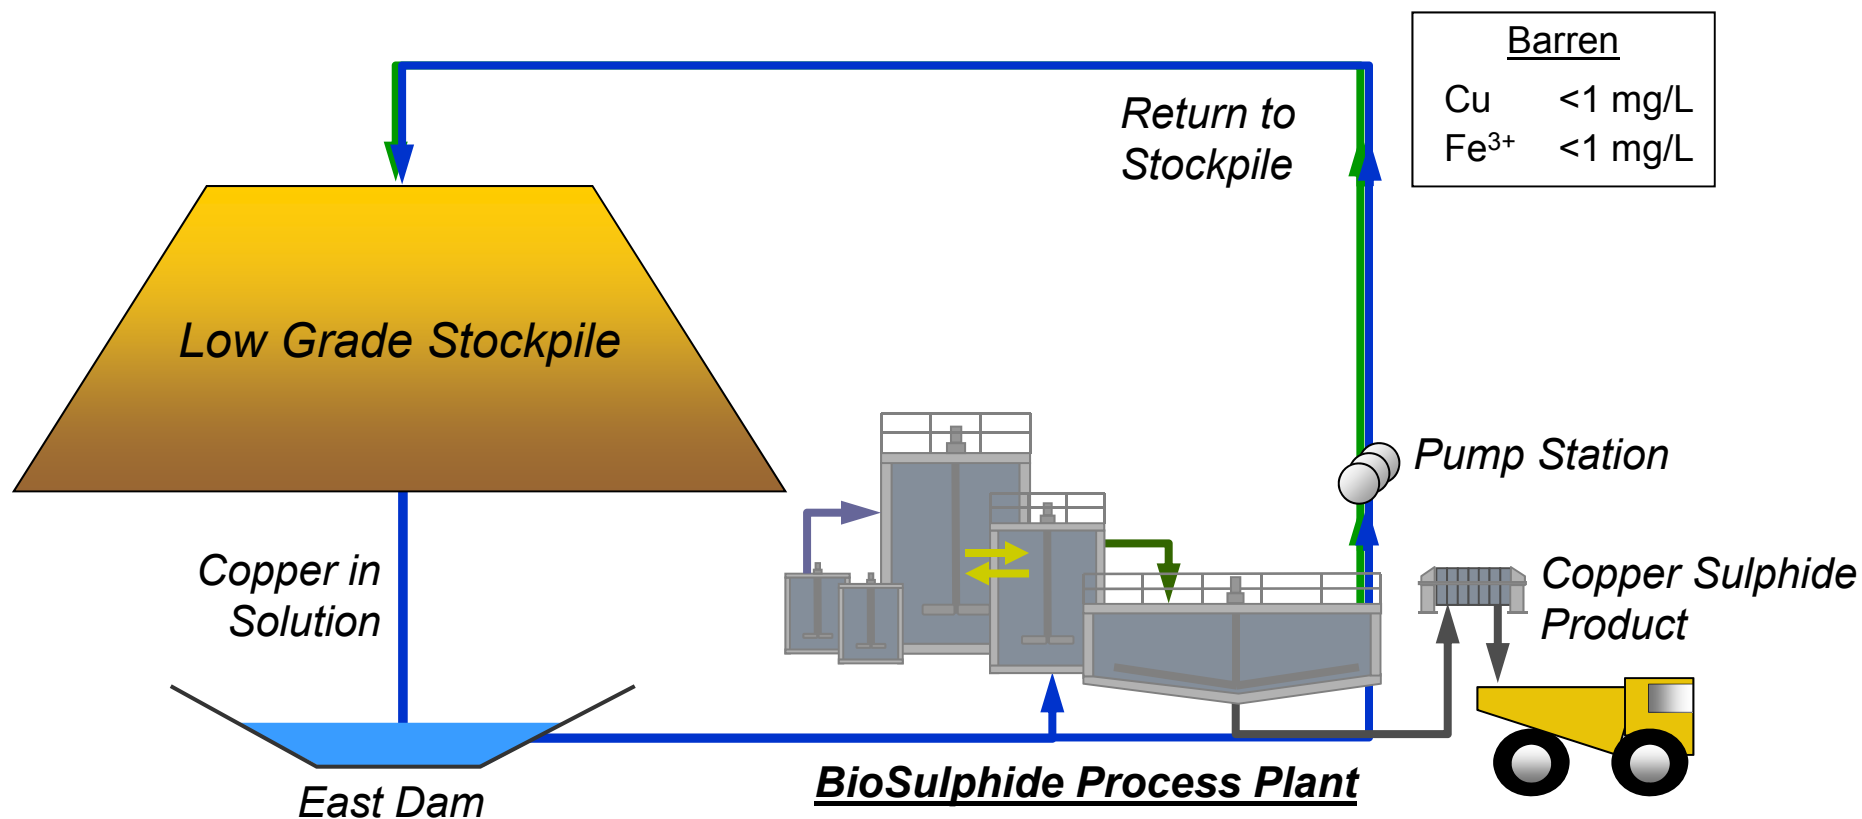 Barren
Cu <1 mg/L
Fe³⁺ <1 mg/L
Return to
Stockpile
Low Grade Stockpile
Pump Station
Copper in
Solution
Copper Sulphide
Product
BioSulphide Process Plant
East Dam